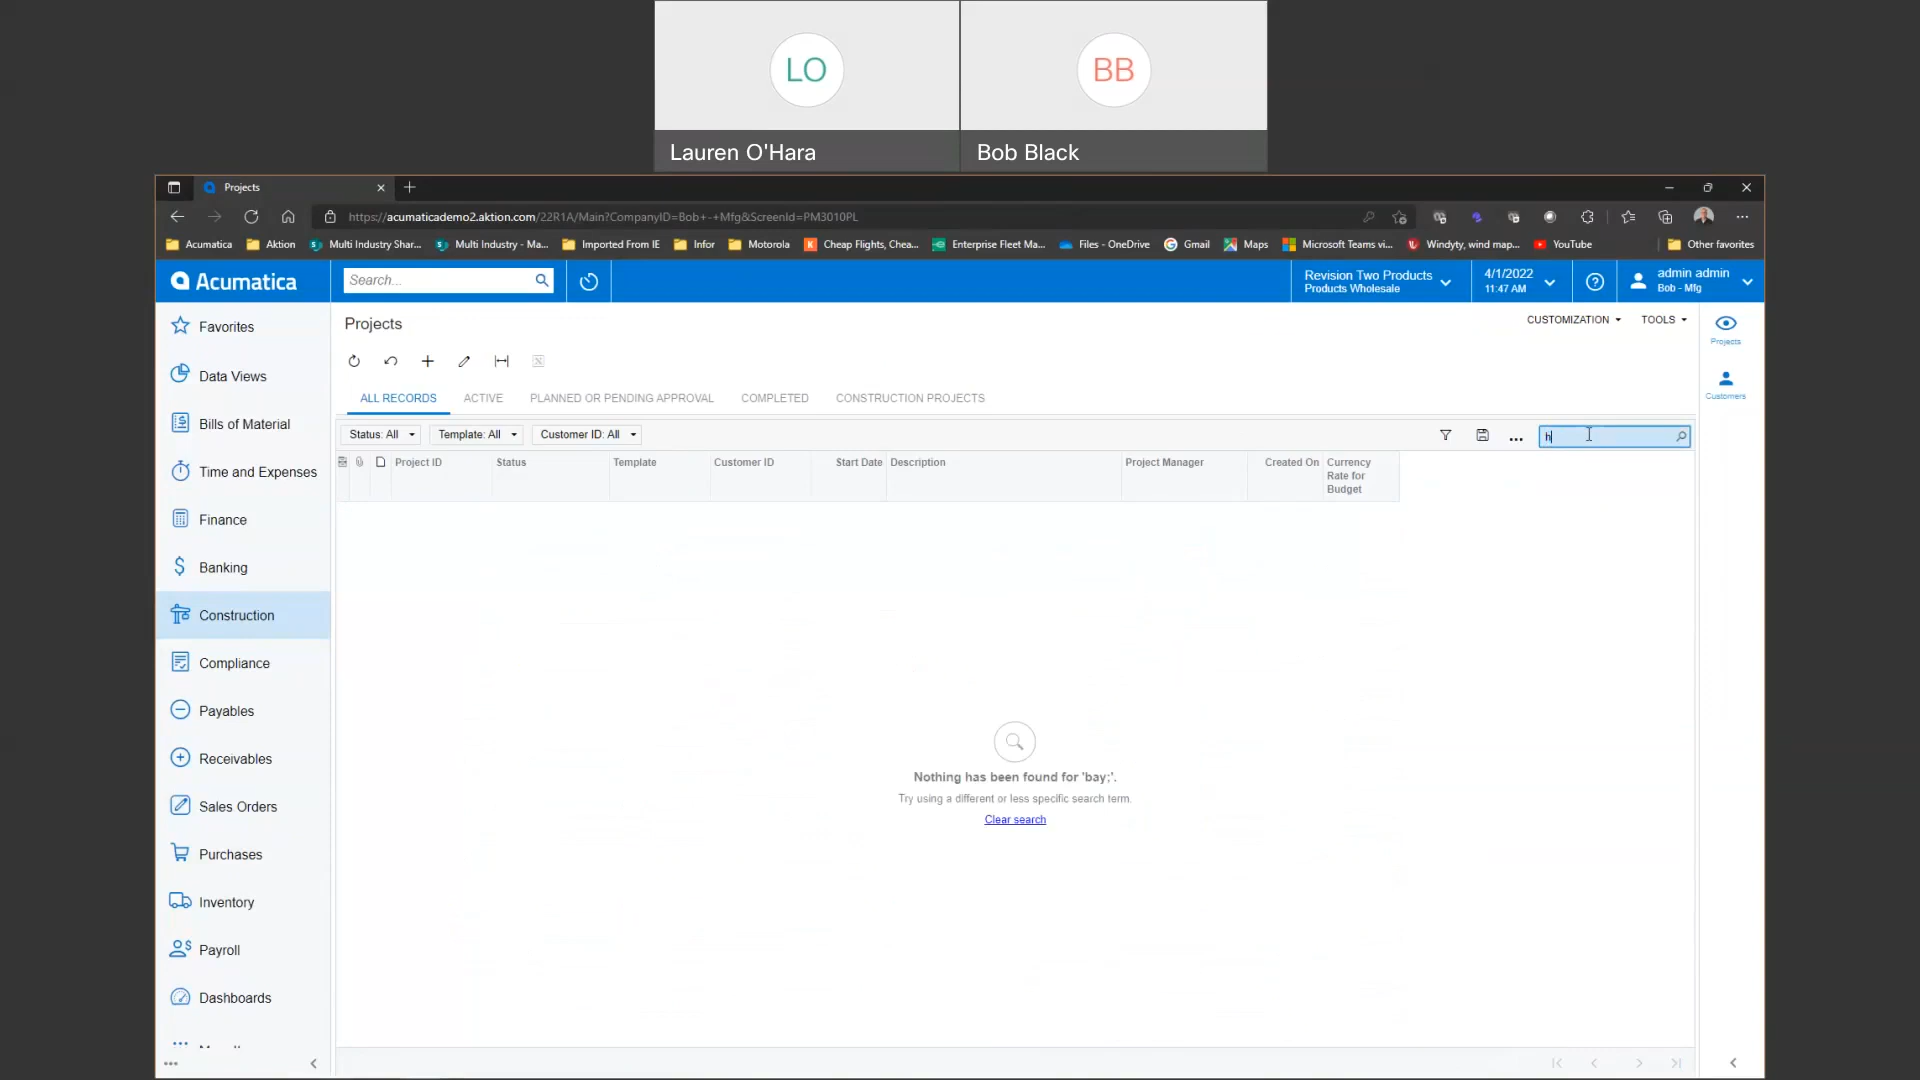 LO
BB
Lauren O'Hara
Bob Black
Projects
https://acumaticademo2.aktion.com/22R1A/Main?CompanyID=Bob+-+Mfg&ScreenId=PM3010PL
Acumatica
Aktion
Multi Industry Shar...
Multi Industry - Ma...
Imported From IE
Infor
Motorola
Cheap Flights, Chea...
Enterprise Fleet Ma...
Files - OneDrive
Gmail
Maps
Microsoft Teams vi...
Windyty, wind map...
YouTube
Other favorites
Acumatica
Search...
Revision Two Products
Products Wholesale
4/1/2022
11:47 AM
admin admin
Bob - Mfg
Favorites
Data Views
Bills of Material
Time and Expenses
Finance
Banking
Construction
Compliance
Payables
Receivables
Sales Orders
Purchases
Inventory
Payroll
Dashboards
Projects
CUSTOMIZATION
TOOLS
Projects
Customers
ALL RECORDS
ACTIVE
PLANNED OR PENDING APPROVAL
COMPLETED
CONSTRUCTION PROJECTS
Status: All
Template: All
Customer ID: All
h
Project ID
Status
Template
Customer ID
Start Date
Description
Project Manager
Created On
Currency
Rate for
Budget
Nothing has been found for 'bay;'.
Try using a different or less specific search term.
Clear search